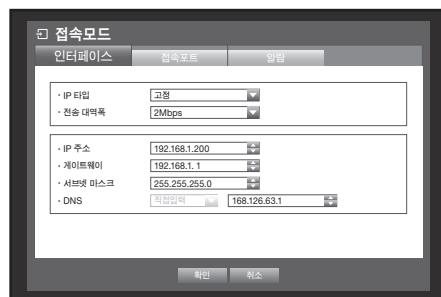 접속모드
인터페이스 접속포트 알람
· IP 타입 고정
· 전송 대역폭 2Mbps
· IP 주소 192.168.1.200
· 게이트웨이 192.168.1. 1
· 서브넷 마스크 255.255.255.0
· DNS 직접입력 168.126.63.1
확인 취소